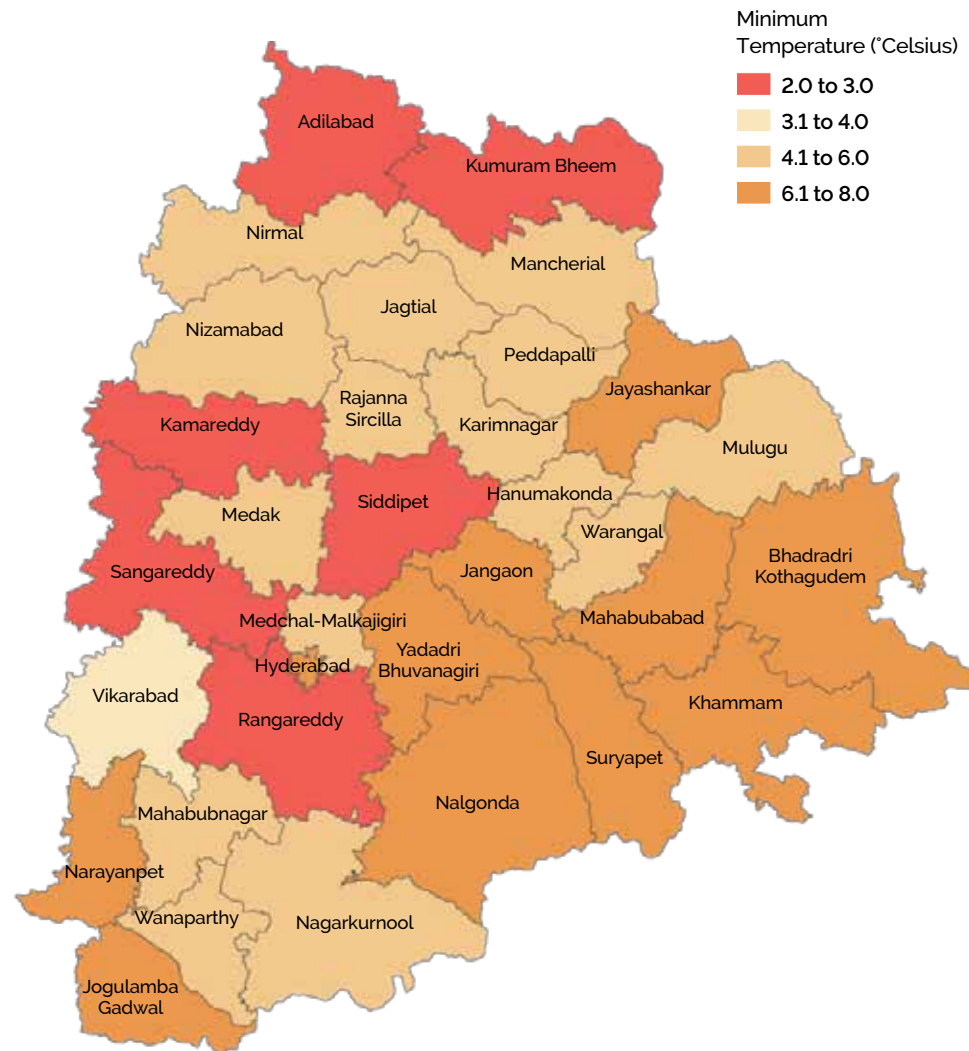 Minimum
Temperature (°Celsius)
2.0 to 3.0
3.1 to 4.0
4.1 to 6.0
6.1 to 8.0
Adilabad
Kumuram Bheem
Nirmal
Mancherial
Jagtial
Nizamabad
Peddapalli
Jayashankar
Rajanna
Sircilla
Kamareddy
Karimnagar
Mulugu
Siddipet
Hanumakonda
Medak
Warangal
Bhadradri
Kothagudem
Sangareddy
Jangaon
Mahabubabad
Medchal-Malkajigiri
Yadadri
Bhuvanagiri
Hyderabad
Vikarabad
Khammam
Rangareddy
Suryapet
Nalgonda
Mahabubnagar
Narayanpet
Wanaparthy
Nagarkurnool
Jogulamba
Gadwal